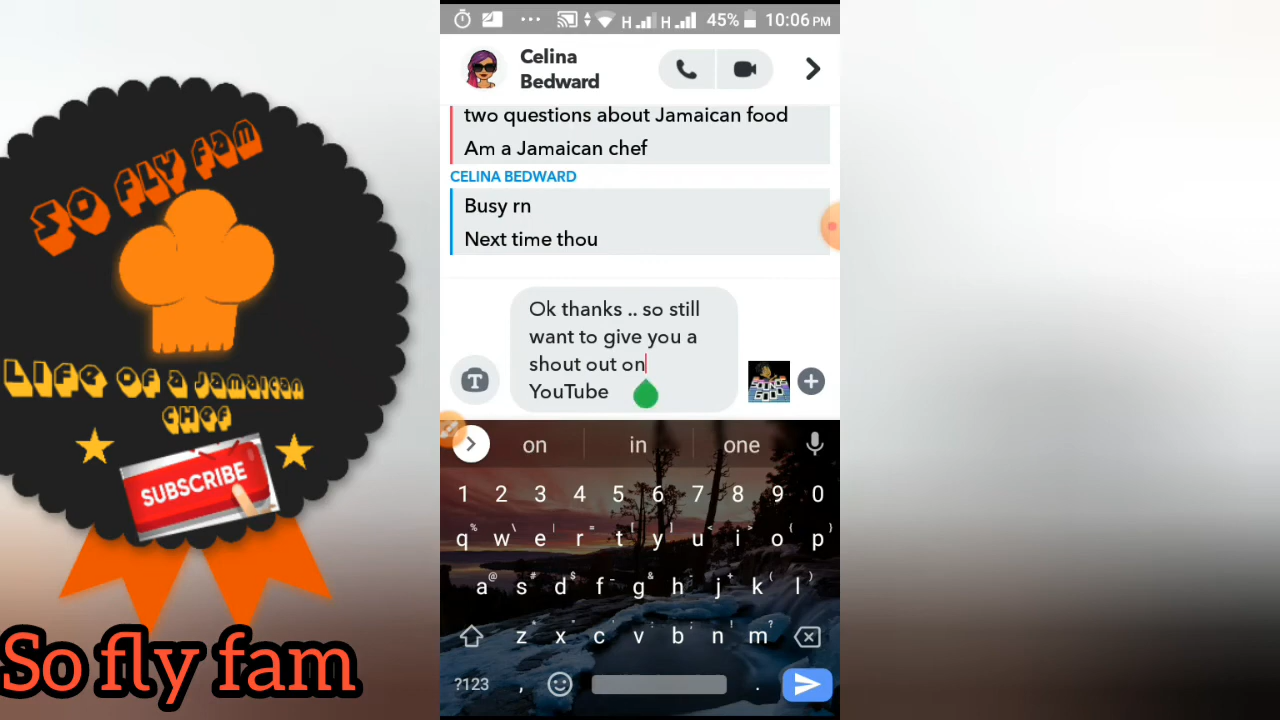 SO FLY FAM
LIFE OF A JAMAICAN
CHEF
SUBSCRIBE
So fly fam
H H 45% 10:06 PM
Celina
Bedward
two questions about Jamaican food
Am a Jamaican chef
CELINA BEDWARD
Busy rn
Next time thou
Ok thanks .. so still
want to give you a
shout out on
YouTube
T
on in one
1 2 3 4 5 6 7 8 9 0
% \ | = [ ] < > { }
q w e r t y u i o p
@ # $ - & - + ( )
a s d f g h j k l
* " ' : ; ! ?
z x c v b n m
?123 , .